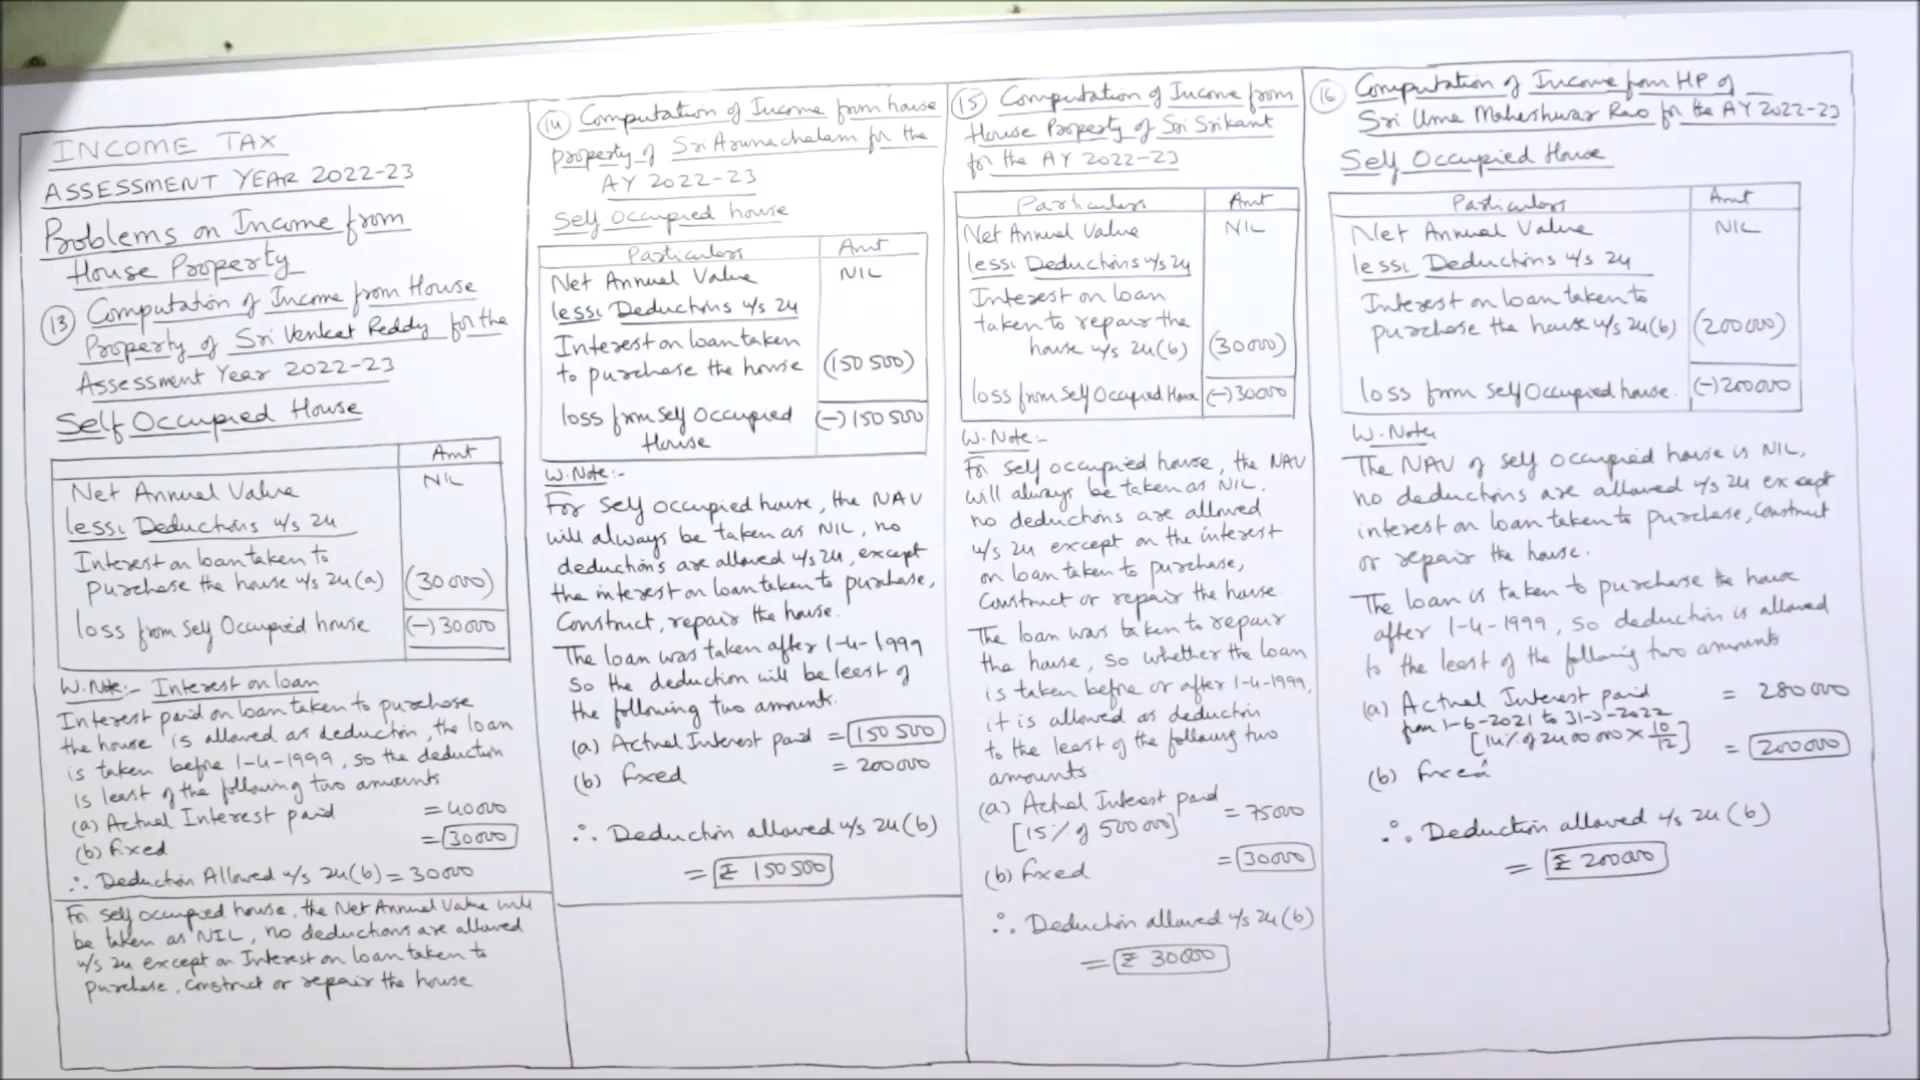 INCOME TAX
ASSESSMENT YEAR 2022-23
Problems on Income from
House Property
(13) Computation of Income from House
Property of Sri Venket Reddy for the
Assessment Year 2022-23
Self Occupied House
Amt
Net Annual Value NIL
less: Deductions u/s 24
Interest on loan taken to
purchase the house u/s 24(a) (30000)
loss from Self Occupied house (-) 30000
W.Note:- Interest on loan
Interest paid on loan taken to purchase
the house is allowed as deduction, the loan
is taken before 1-4-1999, so the deduction
is least of the following two amounts
(a) Actual Interest paid = 40000
(b) fixed = 30000
∴ Deduction Allowed u/s 24(b) = 30000
For self occupied house, the Net Annual Value will
be taken as NIL, no deductions are allowed
u/s 24 except on Interest on loan taken to
purchase, construct or repair the house
(14) Computation of Income from house
property of Sri Arunachalam for the
AY 2022-23
Self Occupied house
Particulars Amt
Net Annual Value NIL
less: Deductions u/s 24
Interest on loan taken
to purchase the house (150500)
loss from Self Occupied (-) 150500
House
W.Note:-
For Self occupied house, the NAV
will always be taken as NIL, no
deductions are allowed u/s 24, except
the interest on loan taken to purchase,
Construct, repair the house.
The loan was taken after 1-4-1999
So the deduction will be least of
the following two amounts.
(a) Actual Interest paid = 150500
(b) fixed = 200000
∴ Deduction allowed u/s 24(b)
= ₹ 150500
(15) Computation of Income from
House Property of Sri Srikant
for the AY 2022-23
Particulars Amt
Net Annual Value NIL
less: Deductions u/s 24
Interest on loan
taken to repair the
house u/s 24(b) (30000)
loss from Self Occupied House (-) 30000
W.Note:-
For self occupied house, the NAV
will always be taken as NIL.
no deductions are allowed
u/s 24 except on the interest
on loan taken to purchase,
Construct or repair the house.
The loan was taken to repair
the house, so whether the loan
is taken before or after 1-4-1999,
it is allowed as deduction
to the least of the following two
amounts.
(a) Actual Interest paid = 75000
[15% of 500000]
(b) fixed = 30000
∴ Deduction allowed u/s 24(b)
= ₹ 30000
(16) Computation of Income from HP of
Sri Uma Maheshwar Rao for the AY 2022-23
Self Occupied House
Particulars Amt
Net Annual Value NIL
less: Deductions u/s 24
Interest on loan taken to
purchase the house u/s 24(b) (200000)
loss from self Occupied house. (-) 200000
W.Note
The NAV of self occupied house is NIL,
no deductions are allowed u/s 24 except
interest on loan taken to purchase, construct
or repair the house.
The loan is taken to purchase the house
after 1-4-1999, so deduction is allowed
to the least of the following two amounts
(a) Actual Interest paid = 280000
from 1-6-2021 to 31-3-2022
[14% of 2400000 × 10/12]
(b) fixed = 200000
∴ Deduction allowed u/s 24(b)
= ₹ 200000